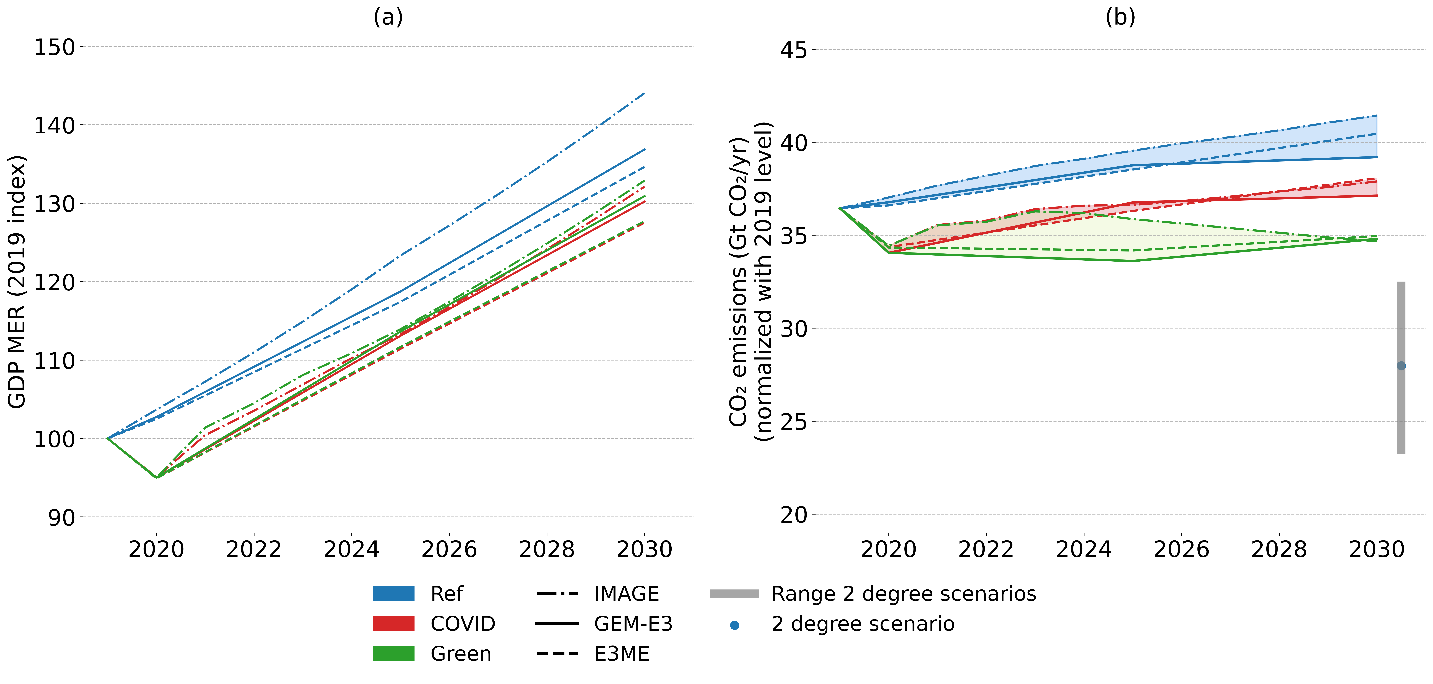 (a)
150
140
130
120
110
100
90
GDP MER (2019 index)
2020 2022 2024 2026 2028 2030
(b)
45
40
35
30
25
20
CO₂ emissions (Gt CO₂/yr)
(normalized with 2019 level)
2020 2022 2024 2026 2028 2030
Ref
COVID
Green
IMAGE
GEM-E3
E3ME
Range 2 degree scenarios
2 degree scenario